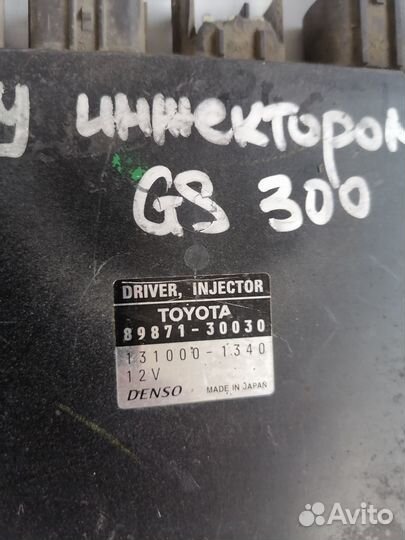 У инжектором
GS 300
DRIVER, INJECTOR
TOYOTA
89871-30030
131000-1340
12V
DENSO MADE IN JAPAN
Avito